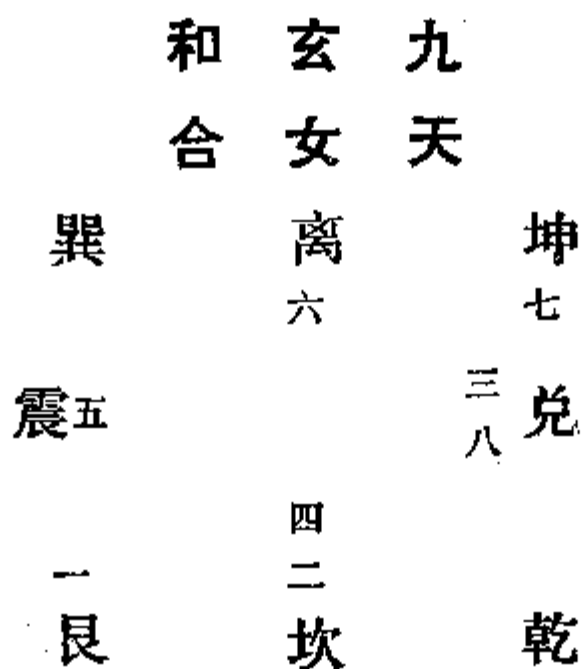 九天
玄女
和合
巽 离 坤
六 七
震五 三八 兑
四
一 二
艮 坎 乾